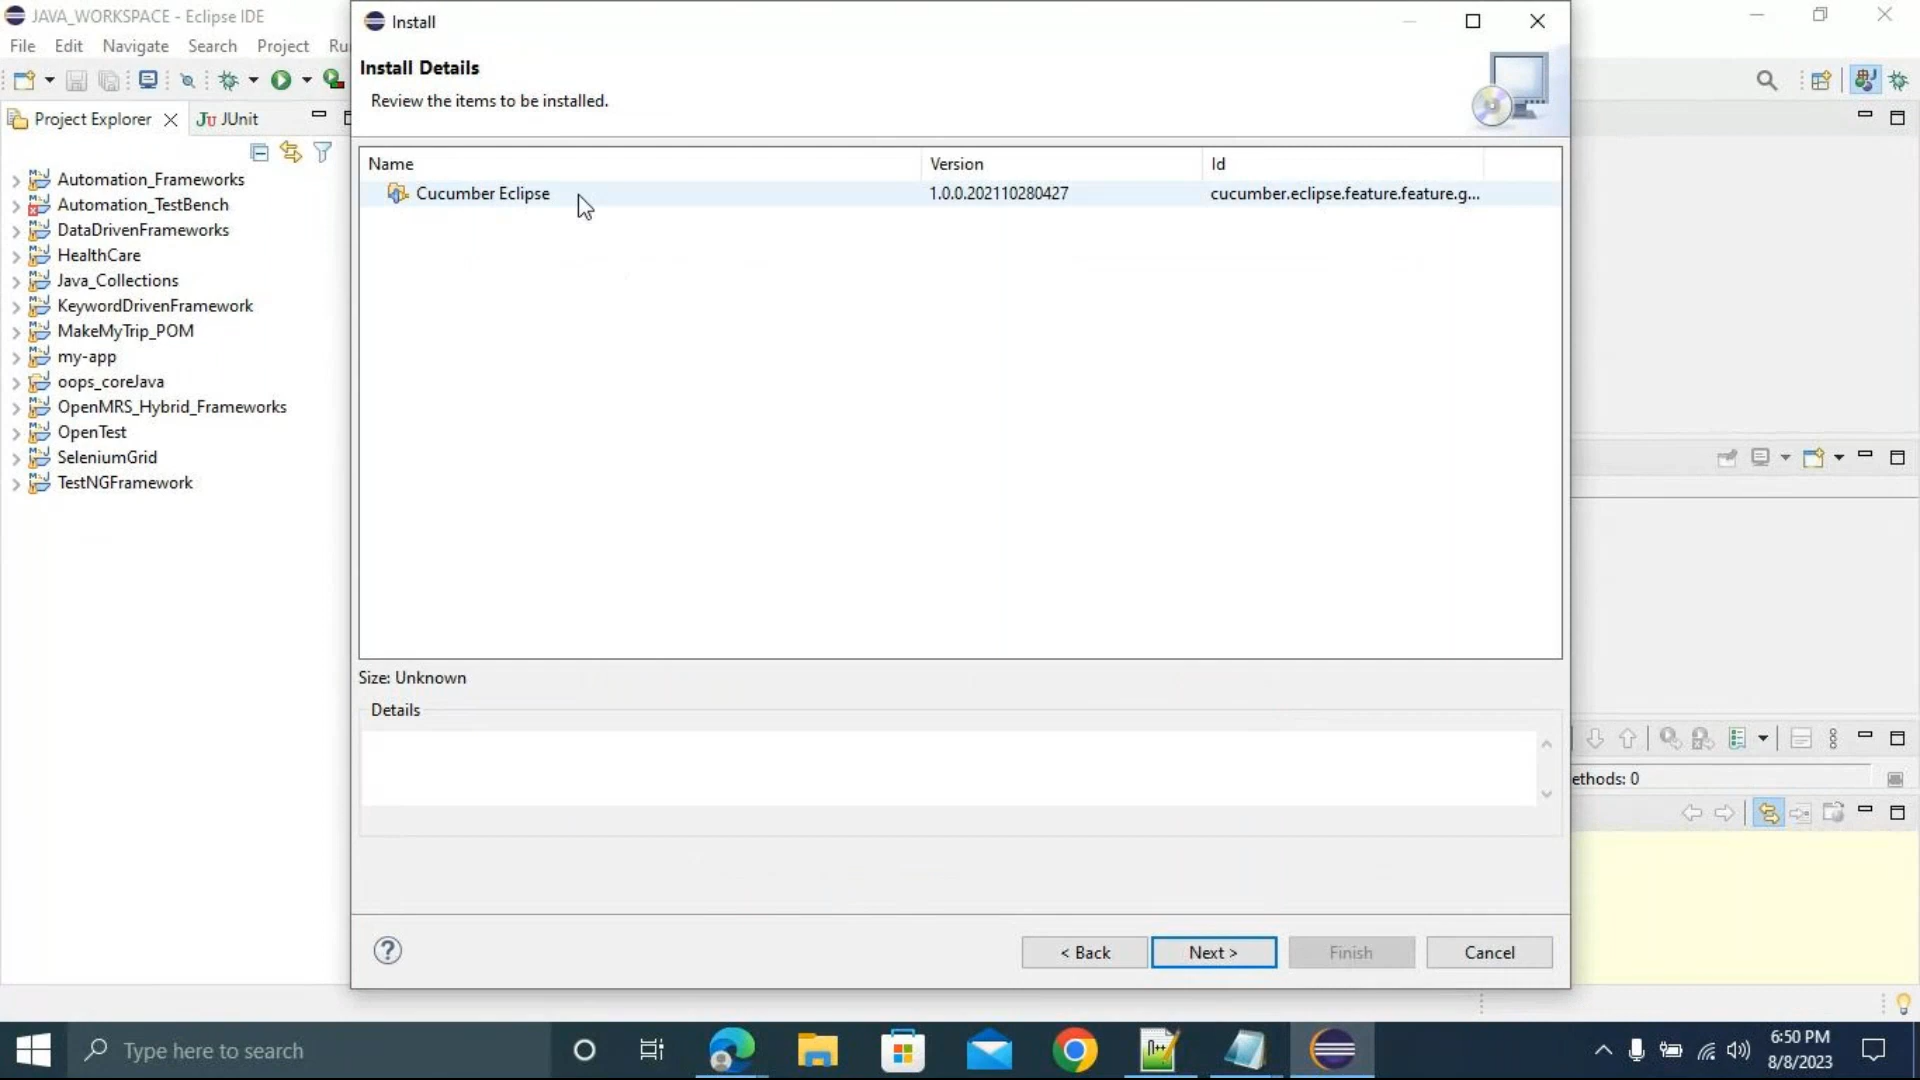 JAVA_WORKSPACE - Eclipse IDE
File Edit Navigate Search Project Ru
Project Explorer
Ju JUnit
Automation_Frameworks
Automation_TestBench
DataDrivenFrameworks
HealthCare
Java_Collections
KeywordDrivenFramework
MakeMyTrip_POM
my-app
oops_coreJava
OpenMRS_Hybrid_Frameworks
OpenTest
SeleniumGrid
TestNGFramework
Install
Install Details
Review the items to be installed.
Name Version Id
Cucumber Eclipse 1.0.0.202110280427 cucumber.eclipse.feature.feature.g...
Size: Unknown
Details
< Back Next > Finish Cancel
ethods: 0
Type here to search
6:50 PM
8/8/2023